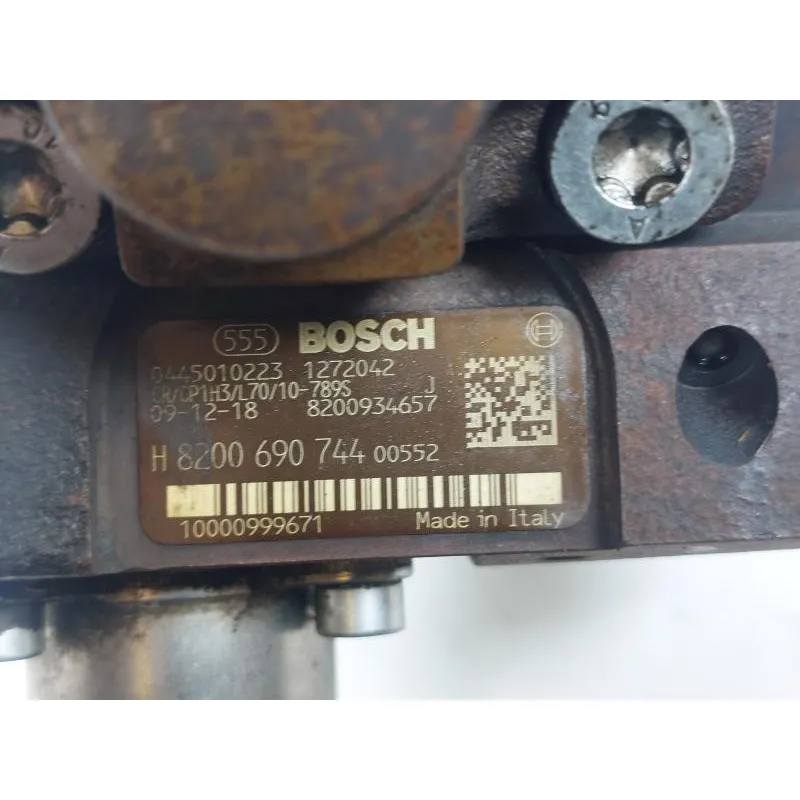 555 BOSCH
0445010223 1272042
CR/CP1H3/L70/10-789S J
09-12-18 8200934657
H 8200 690 744 00552
10000999671 Made in Italy